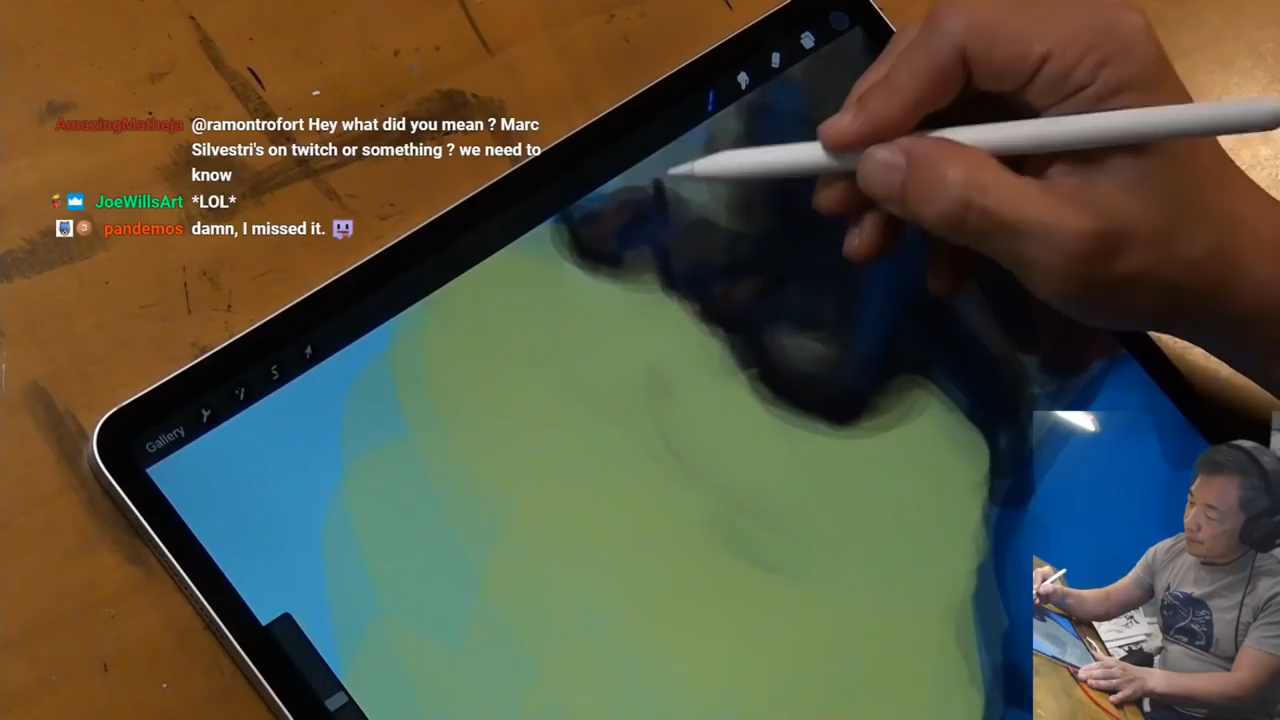 AmazingMatheja @ramontrofort Hey what did you mean ? Marc
Silvestri's on twitch or something ? we need to
know
JoeWillsArt *LOL*
3 pandemos damn, I missed it.
Gallery